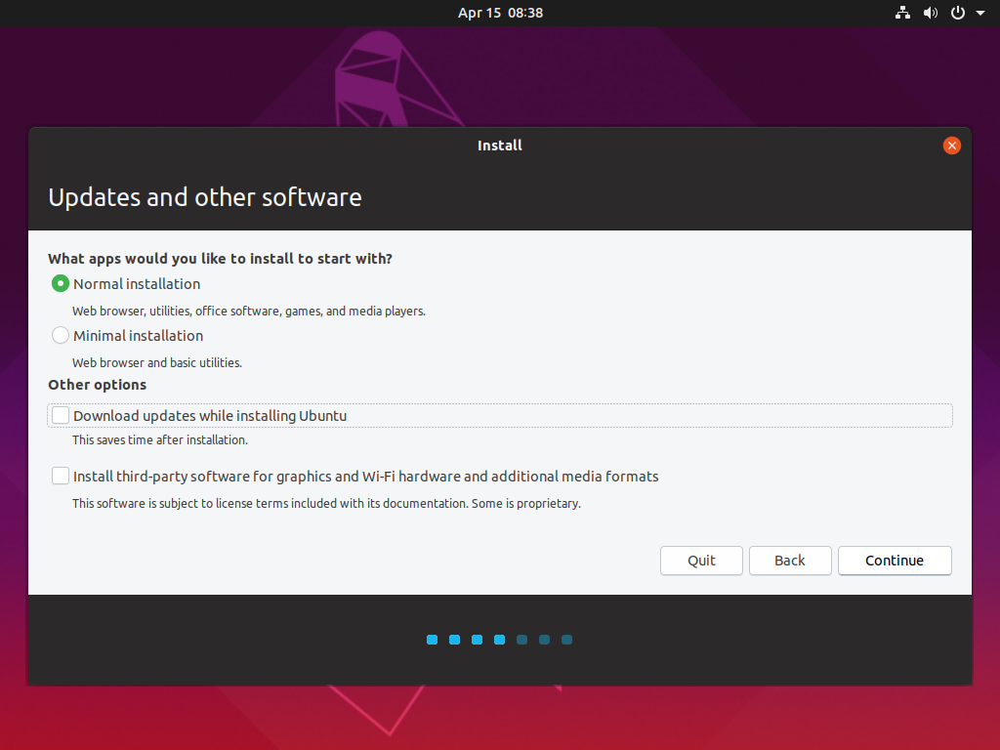 Apr 15 08:38
Install
Updates and other software
What apps would you like to install to start with?
Normal installation
Web browser, utilities, office software, games, and media players.
Minimal installation
Web browser and basic utilities.
Other options
Download updates while installing Ubuntu
This saves time after installation.
Install third-party software for graphics and Wi-Fi hardware and additional media formats
This software is subject to license terms included with its documentation. Some is proprietary.
Quit Back Continue